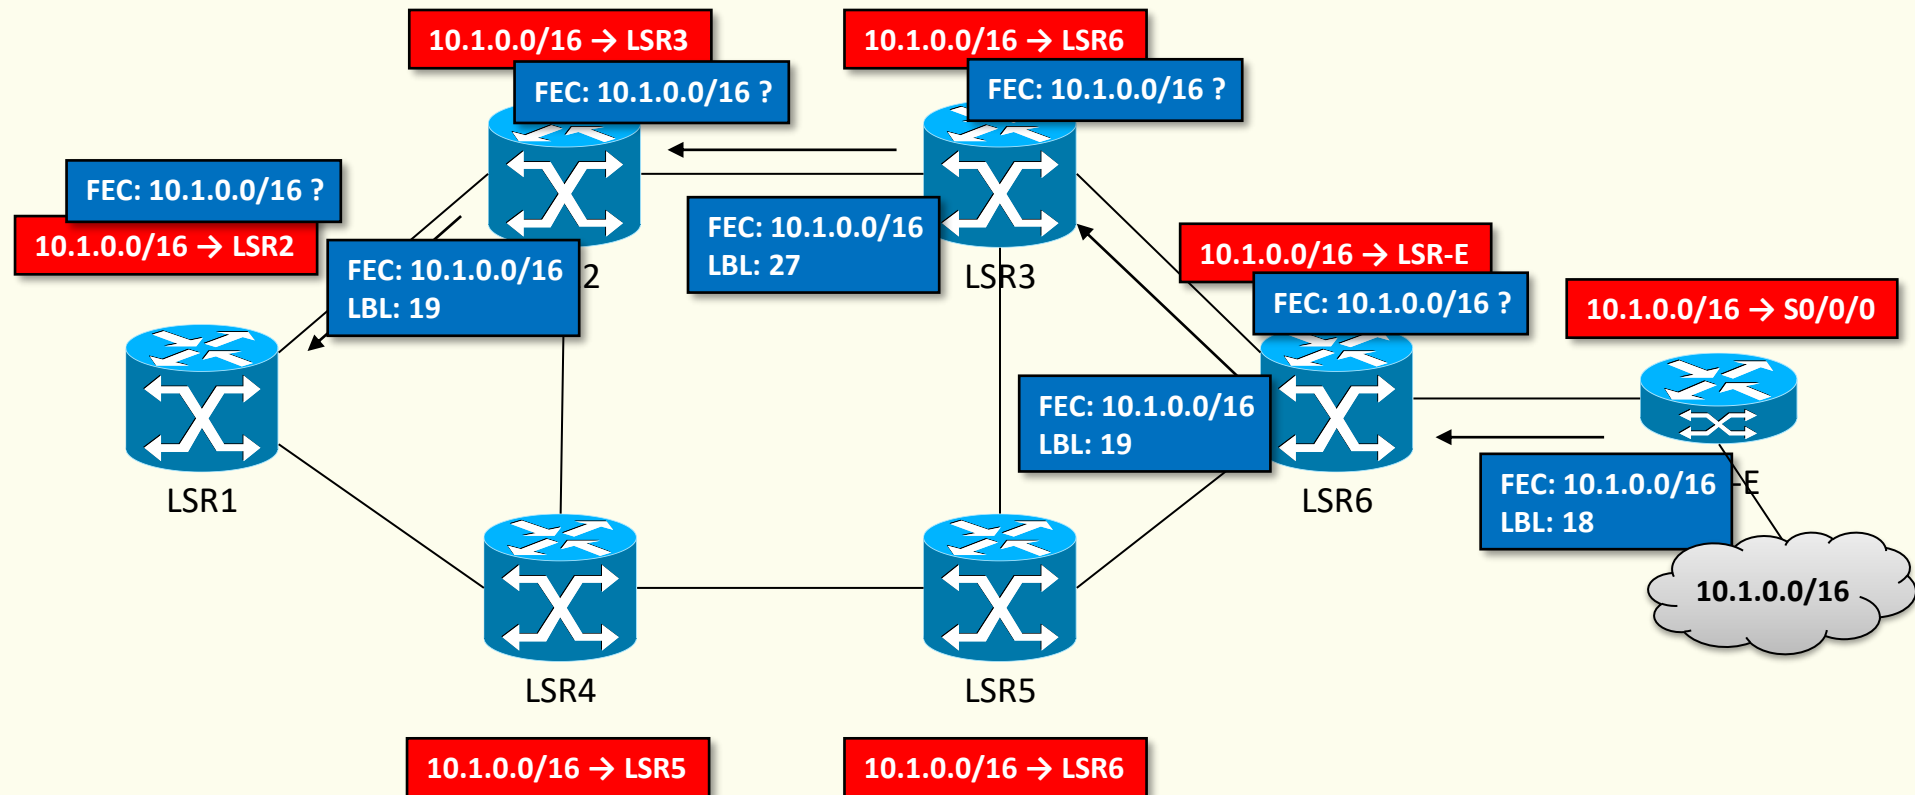 10.1.0.0/16 → LSR3
10.1.0.0/16 → LSR6
FEC: 10.1.0.0/16 ?
FEC: 10.1.0.0/16 ?
FEC: 10.1.0.0/16 ?
10.1.0.0/16 → LSR2
FEC: 10.1.0.0/16
LBL: 19
2
FEC: 10.1.0.0/16
LBL: 27
LSR3
10.1.0.0/16 → LSR-E
FEC: 10.1.0.0/16 ?
10.1.0.0/16 → S0/0/0
FEC: 10.1.0.0/16
LBL: 19
LSR1
LSR6
FEC: 10.1.0.0/16
LBL: 18
-E
10.1.0.0/16
LSR4
LSR5
10.1.0.0/16 → LSR5
10.1.0.0/16 → LSR6